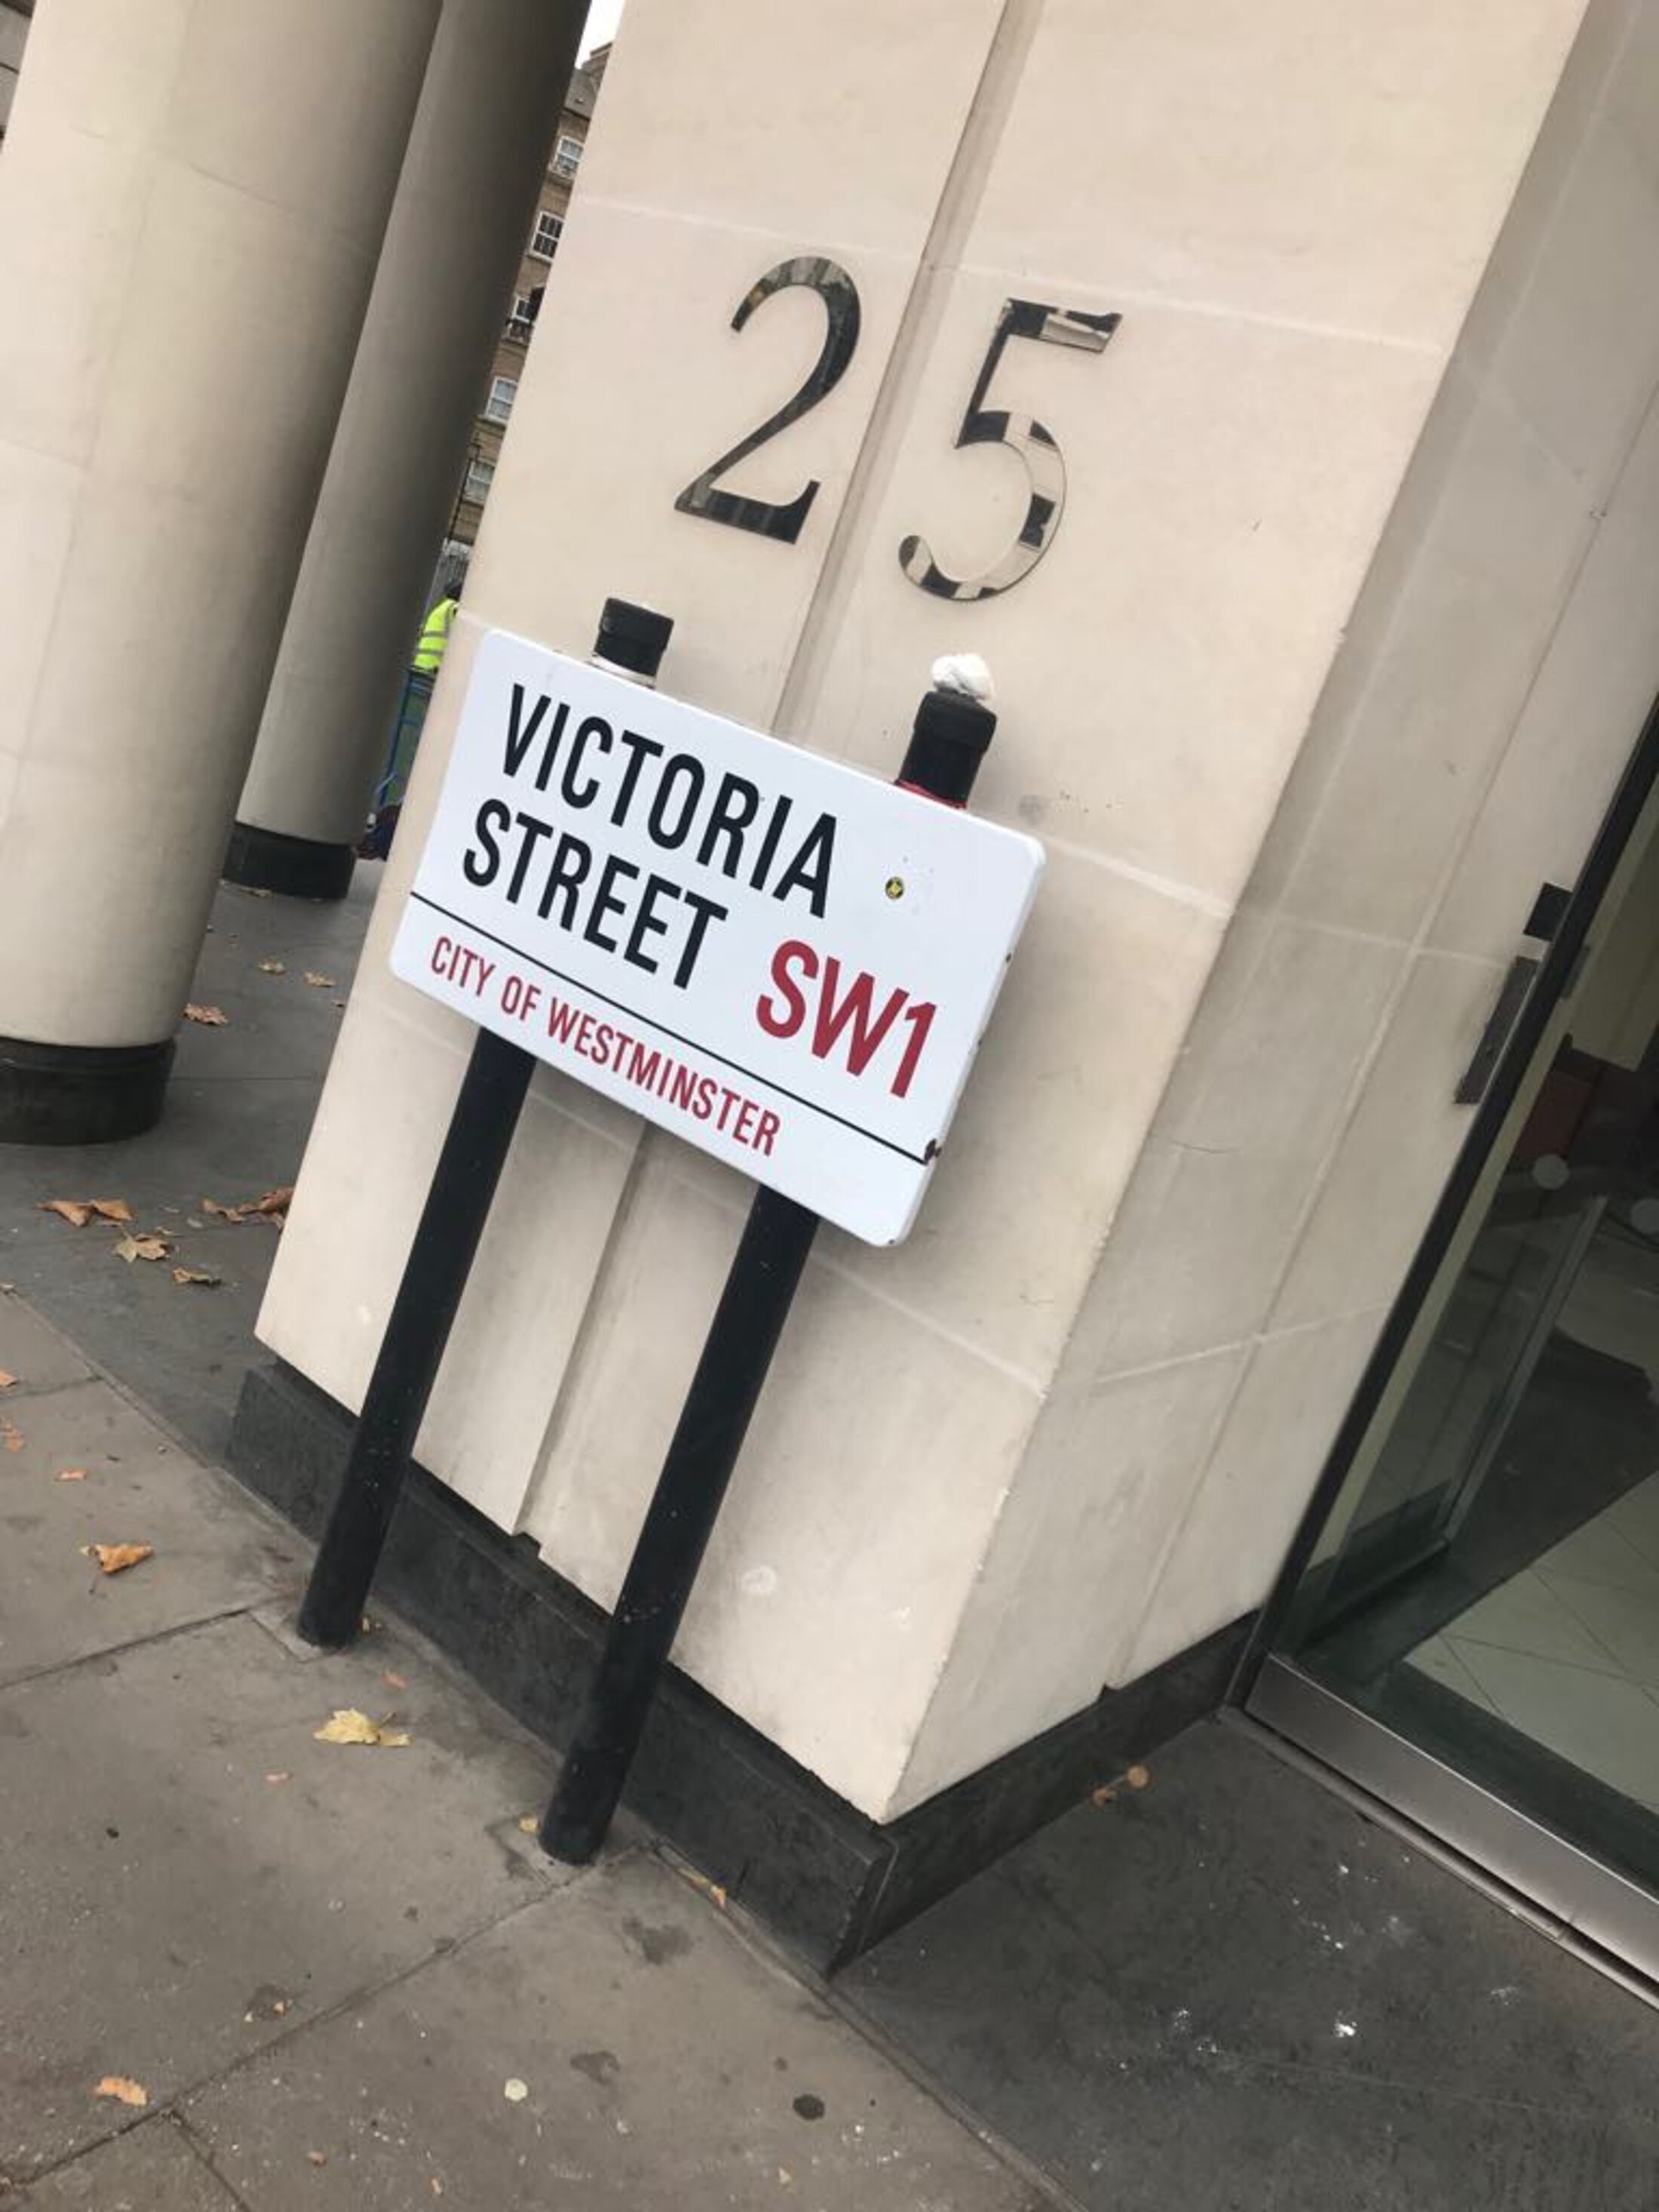 25
VICTORIA
STREET SW1
CITY OF WESTMINSTER